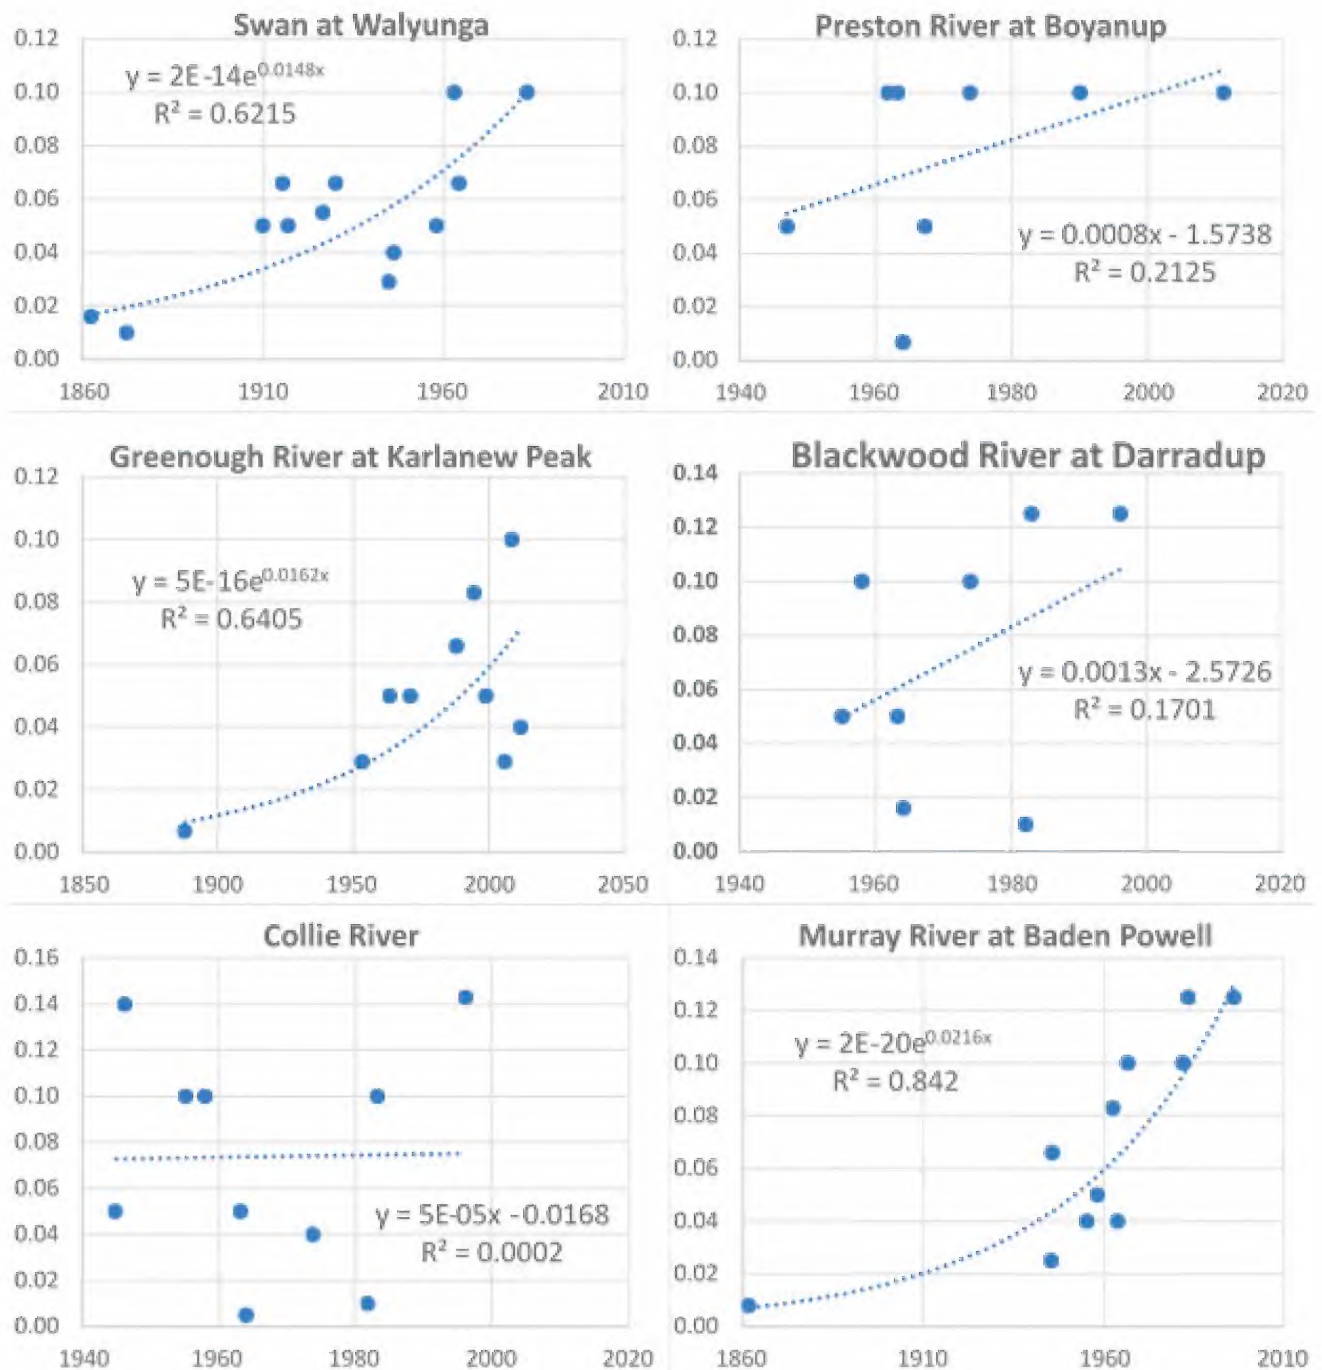 Swan at Walyunga
0.12
y = 2E-14e^0.0148x
R² = 0.6215
0.10
0.08
0.06
0.04
0.02
0.00
1860 1910 1960 2010
Preston River at Boyanup
0.12
0.10
0.08
0.06
0.04
0.02
0.00
y = 0.0008x - 1.5738
R² = 0.2125
1940 1960 1980 2000 2020
Greenough River at Karlanew Peak
0.12
0.10
0.08
0.06
0.04
0.02
0.00
y = 5E-16e^0.0162x
R² = 0.6405
1850 1900 1950 2000 2050
Blackwood River at Darradup
0.14
0.12
0.10
0.08
0.06
0.04
0.02
0.00
y = 0.0013x - 2.5726
R² = 0.1701
1940 1960 1980 2000 2020
Collie River
0.16
0.14
0.12
0.10
0.08
0.06
0.04
0.02
0.00
y = 5E-05x - 0.0168
R² = 0.0002
1940 1960 1980 2000 2020
Murray River at Baden Powell
0.14
0.12
0.10
0.08
0.06
0.04
0.02
0.00
y = 2E-20e^0.0216x
R² = 0.842
1860 1910 1960 2010